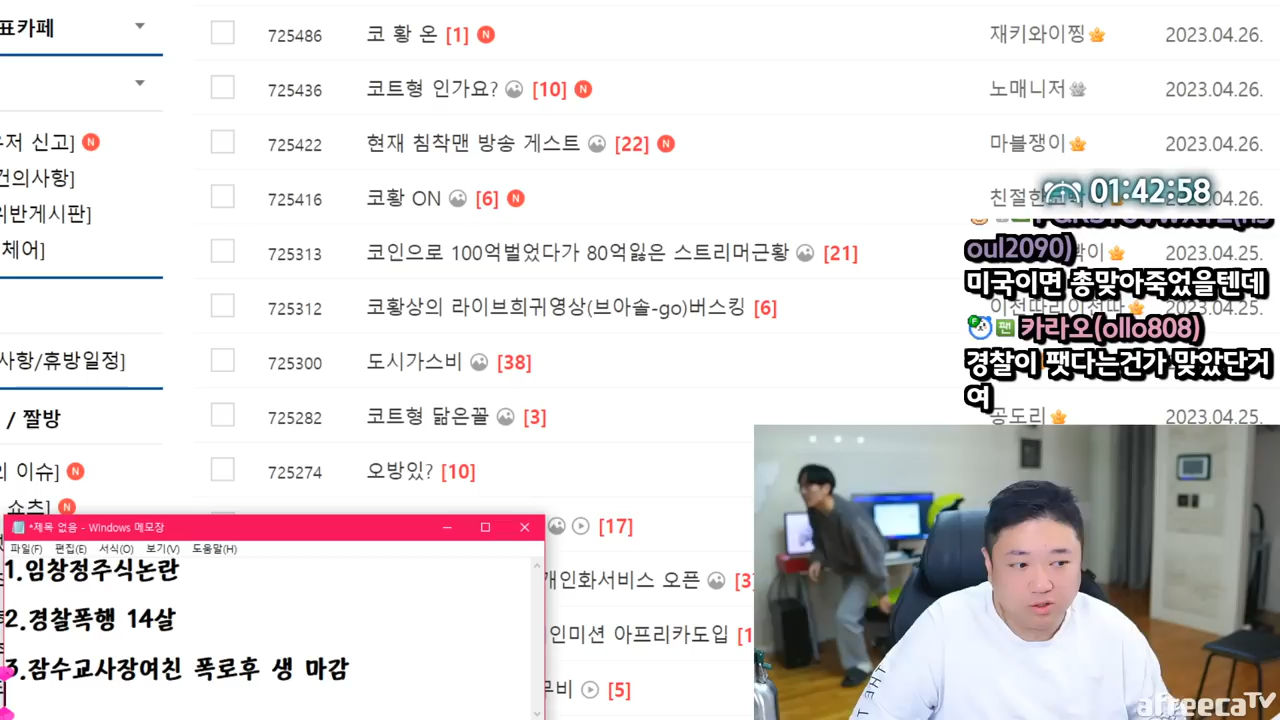 표카페
저 신고]
건의사항]
위반게시판]
체어]
사항/휴방일정]
/ 짤방
이슈]
쇼츠]
725486 코 황 온 [1] N 재키와이찡 2023.04.26.
725436 코트형 인가요? [10] N 노매니저 2023.04.26.
725422 현재 침착맨 방송 게스트 [22] N 마블쟁이 2023.04.26.
725416 코황 ON [6] N 친절한 2023.04.26.
725313 코인으로 100억벌었다가 80억잃은 스트리머근황 [21] 2023.04.25.
725312 코황상의 라이브희귀영상(브아솔-go)버스킹 [6] 2023.04.25.
725300 도시가스비 [38]
725282 코트형 닮은꼴 [3] 공도리 2023.04.25.
725274 오방있? [10]
[17]
개인화서비스 오픈
인미션 아프리카도입
[5]
01:42:58
oul2090)
미국이면 총맞아죽었을텐데
팬 카라오(ollo808)
경찰이 팻다는건가 맞았단거
여
*제목 없음 - Windows 메모장
파일(F) 편집(E) 서식(O) 보기(V) 도움말(H)
1.임창정주식논란
2.경찰폭행 14살
3.잠수교사장여친 폭로후 생 마감
THE T
afreecaTV